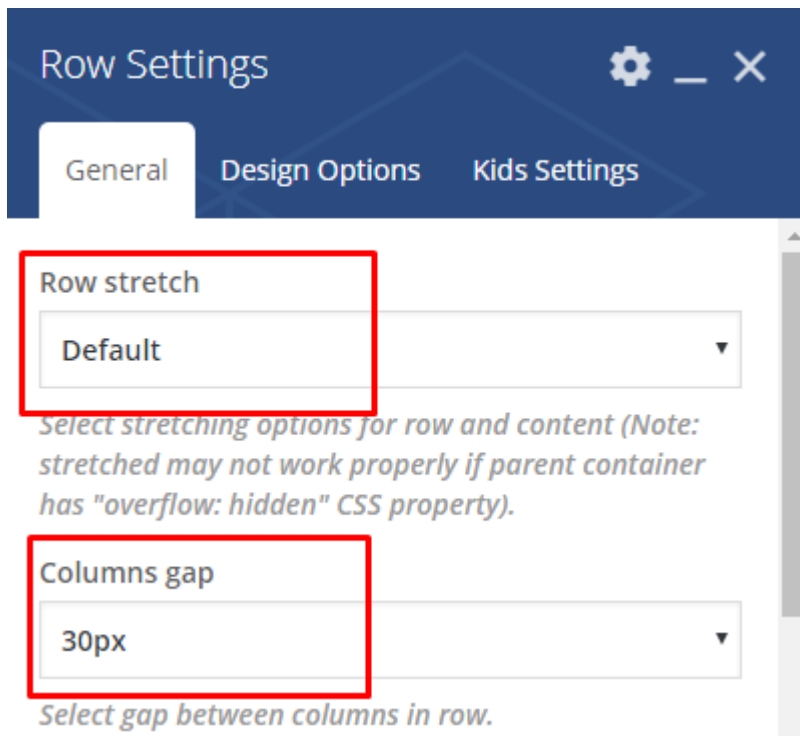 Row Settings
General Design Options Kids Settings
Row stretch
Default
Select stretching options for row and content (Note:
stretched may not work properly if parent container
has "overflow: hidden" CSS property).
Columns gap
30px
Select gap between columns in row.